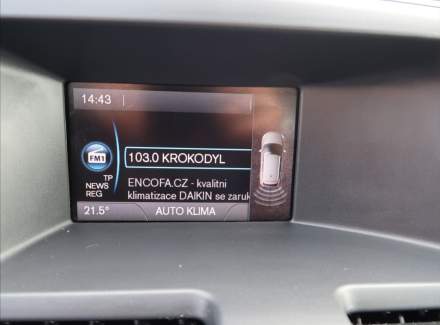 14:43
FM1
TP
NEWS
REG
103.0 KROKODYL
ENCOFA.CZ - kvalitni
klimatizace DAIKIN se zaruk
21.5°
AUTO KLIMA